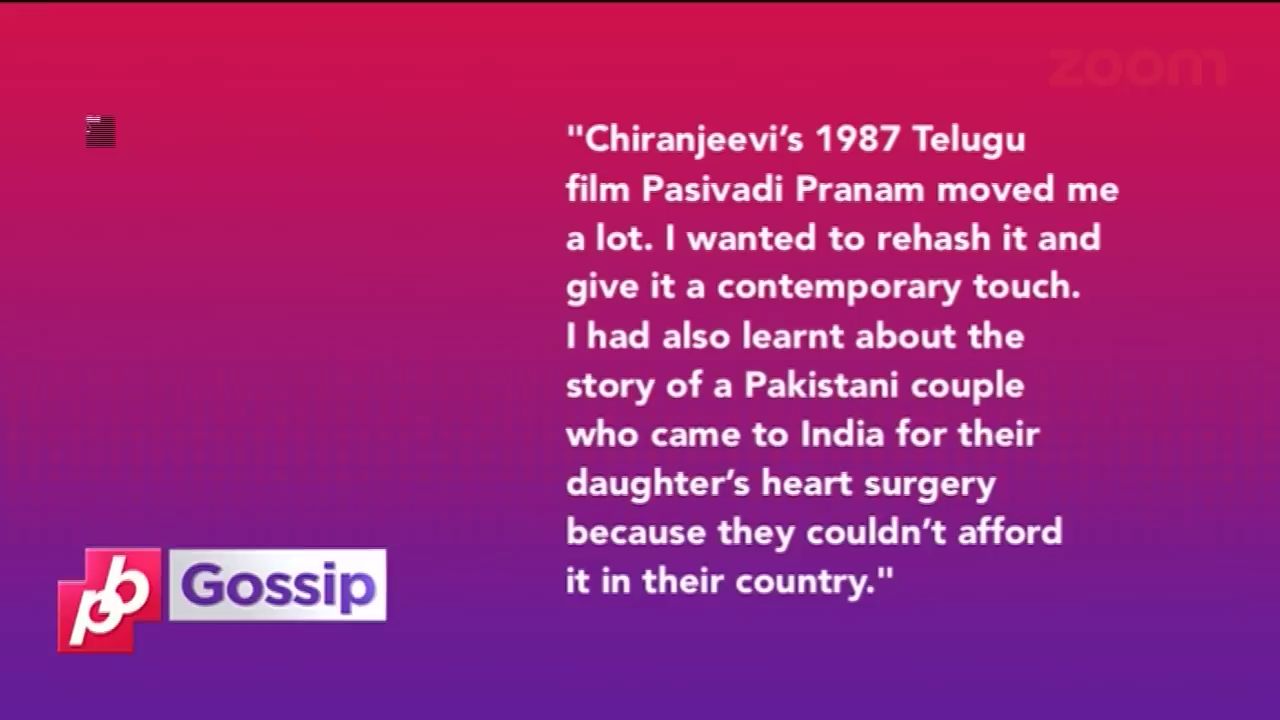 zoom
"Chiranjeevi’s 1987 Telugu
film Pasivadi Pranam moved me
a lot. I wanted to rehash it and
give it a contemporary touch.
I had also learnt about the
story of a Pakistani couple
who came to India for their
daughter’s heart surgery
because they couldn’t afford
it in their country."
pb Gossip